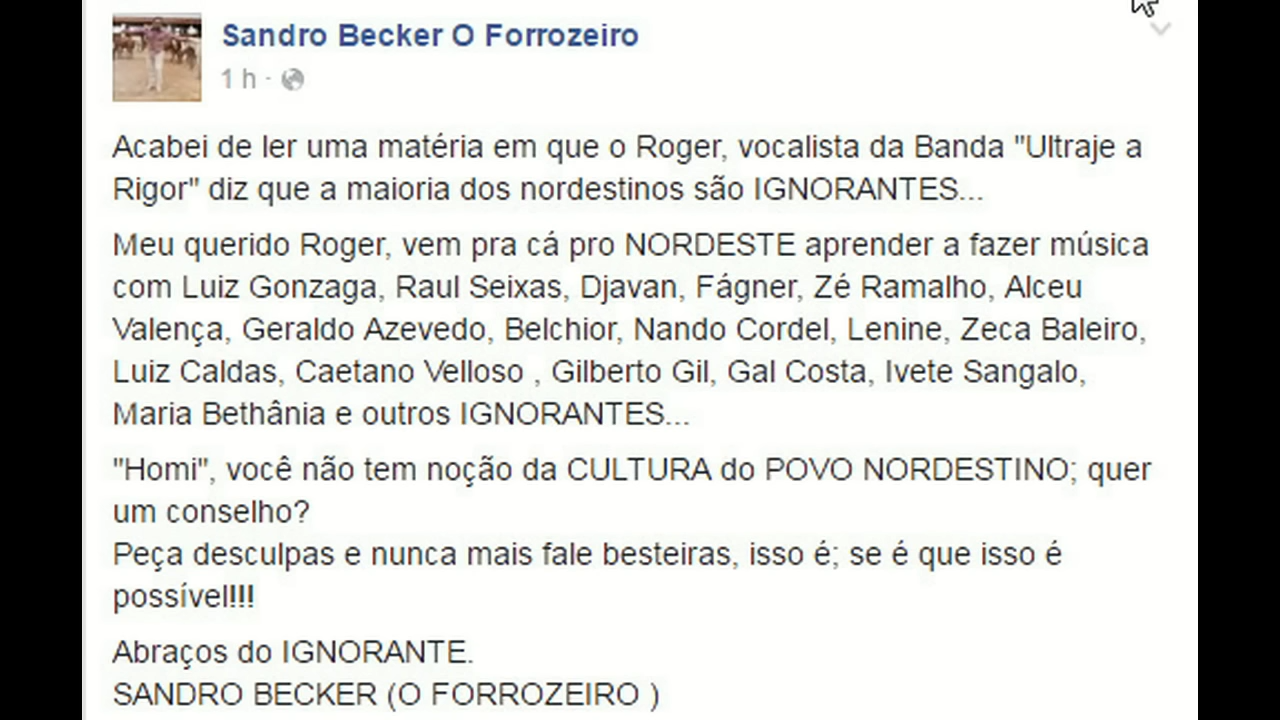 Sandro Becker O Forrozeiro
1 h ·
Acabei de ler uma matéria em que o Roger, vocalista da Banda "Ultraje a
Rigor" diz que a maioria dos nordestinos são IGNORANTES...
Meu querido Roger, vem pra cá pro NORDESTE aprender a fazer música
com Luiz Gonzaga, Raul Seixas, Djavan, Fágner, Zé Ramalho, Alceu
Valença, Geraldo Azevedo, Belchior, Nando Cordel, Lenine, Zeca Baleiro,
Luiz Caldas, Caetano Velloso , Gilberto Gil, Gal Costa, Ivete Sangalo,
Maria Bethânia e outros IGNORANTES...
"Homi", você não tem noção da CULTURA do POVO NORDESTINO; quer
um conselho?
Peça desculpas e nunca mais fale besteiras, isso é; se é que isso é
possível!!!
Abraços do IGNORANTE.
SANDRO BECKER (O FORROZEIRO )